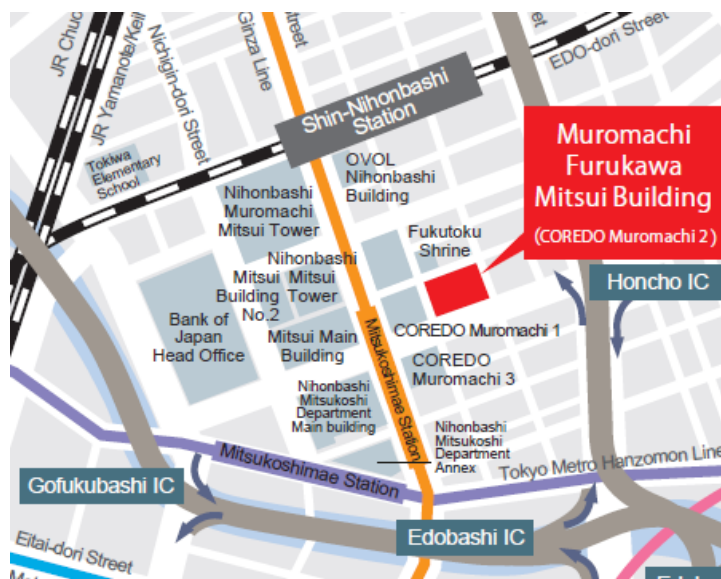 JR Chuo
JR Yamanote/Kei
Nichigin-dori Street
Ginza Line
Street
EDO-dori Street
Shin-Nihonbashi
Station
Tokiwa
Elementary
School
OVOL
Nihonbashi
Building
Muromachi
Furukawa
Mitsui Building
(COREDO Muromachi 2)
Nihonbashi
Muromachi
Mitsui Tower
Fukutoku
Shrine
Nihonbashi
Mitsui Mitsui
Building Tower
No.2
Honcho IC
Bank of
Japan
Head Office
Mitsui Main
Building
COREDO Muromachi 1
Mitsukoshimae Station
COREDO
Muromachi 3
Nihonbashi
Mitsukoshi
Department
Main building
Nihonbashi
Mitsukoshi
Department
Annex
Mitsukoshimae Station
Tokyo Metro Hanzomon Line
Gofukubashi IC
Edobashi IC
Eitai-dori Street